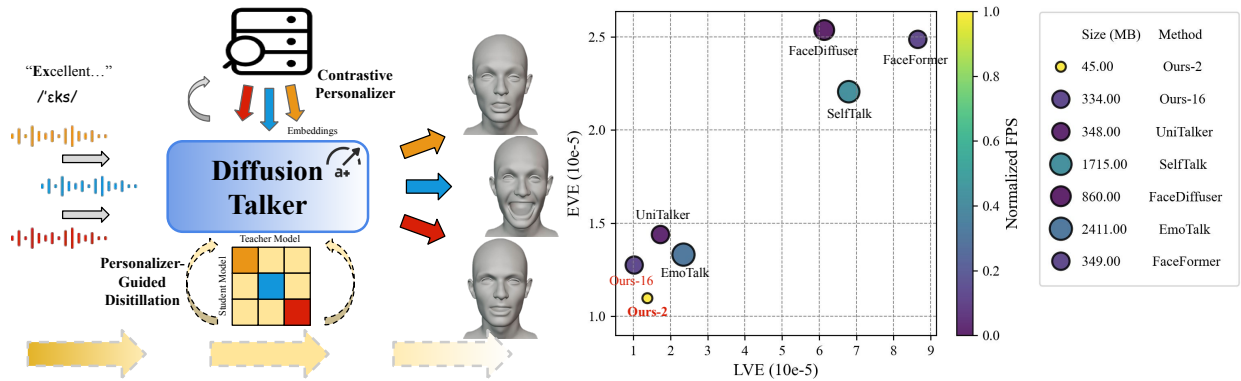 “Excellent…”
/'ɛks/
Contrastive
Personalizer
Embeddings
Diffusion
Talker
a+
Teacher Model
Student Model
Personalizer-
Guided
Disitillation
EVE (10e-5)
2.5
2.0
1.5
1.0
FaceDiffuser
FaceFormer
SelfTalk
UniTalker
EmoTalk
Ours-16
Ours-2
1 2 3 4 5 6 7 8 9
LVE (10e-5)
Normalized FPS
1.0
0.8
0.6
0.4
0.2
0.0
Size (MB) Method
45.00 Ours-2
334.00 Ours-16
348.00 UniTalker
1715.00 SelfTalk
860.00 FaceDiffuser
2411.00 EmoTalk
349.00 FaceFormer